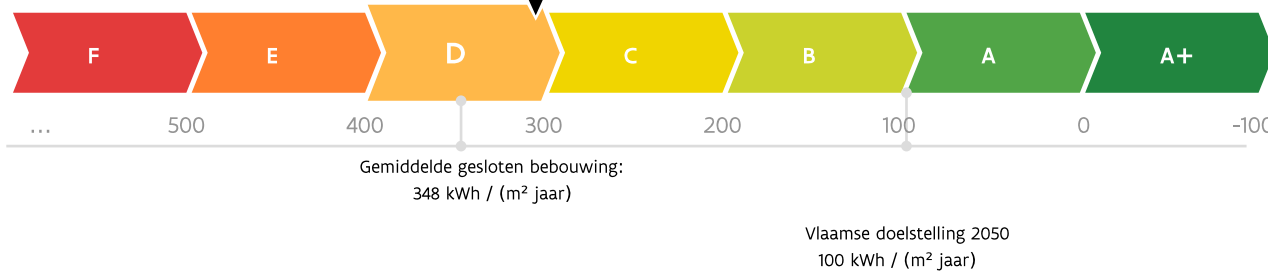 F E D C B A A+
... 500 400 300 200 100 0 -100
Gemiddelde gesloten bebouwing:
348 kWh / (m² jaar)
Vlaamse doelstelling 2050
100 kWh / (m² jaar)